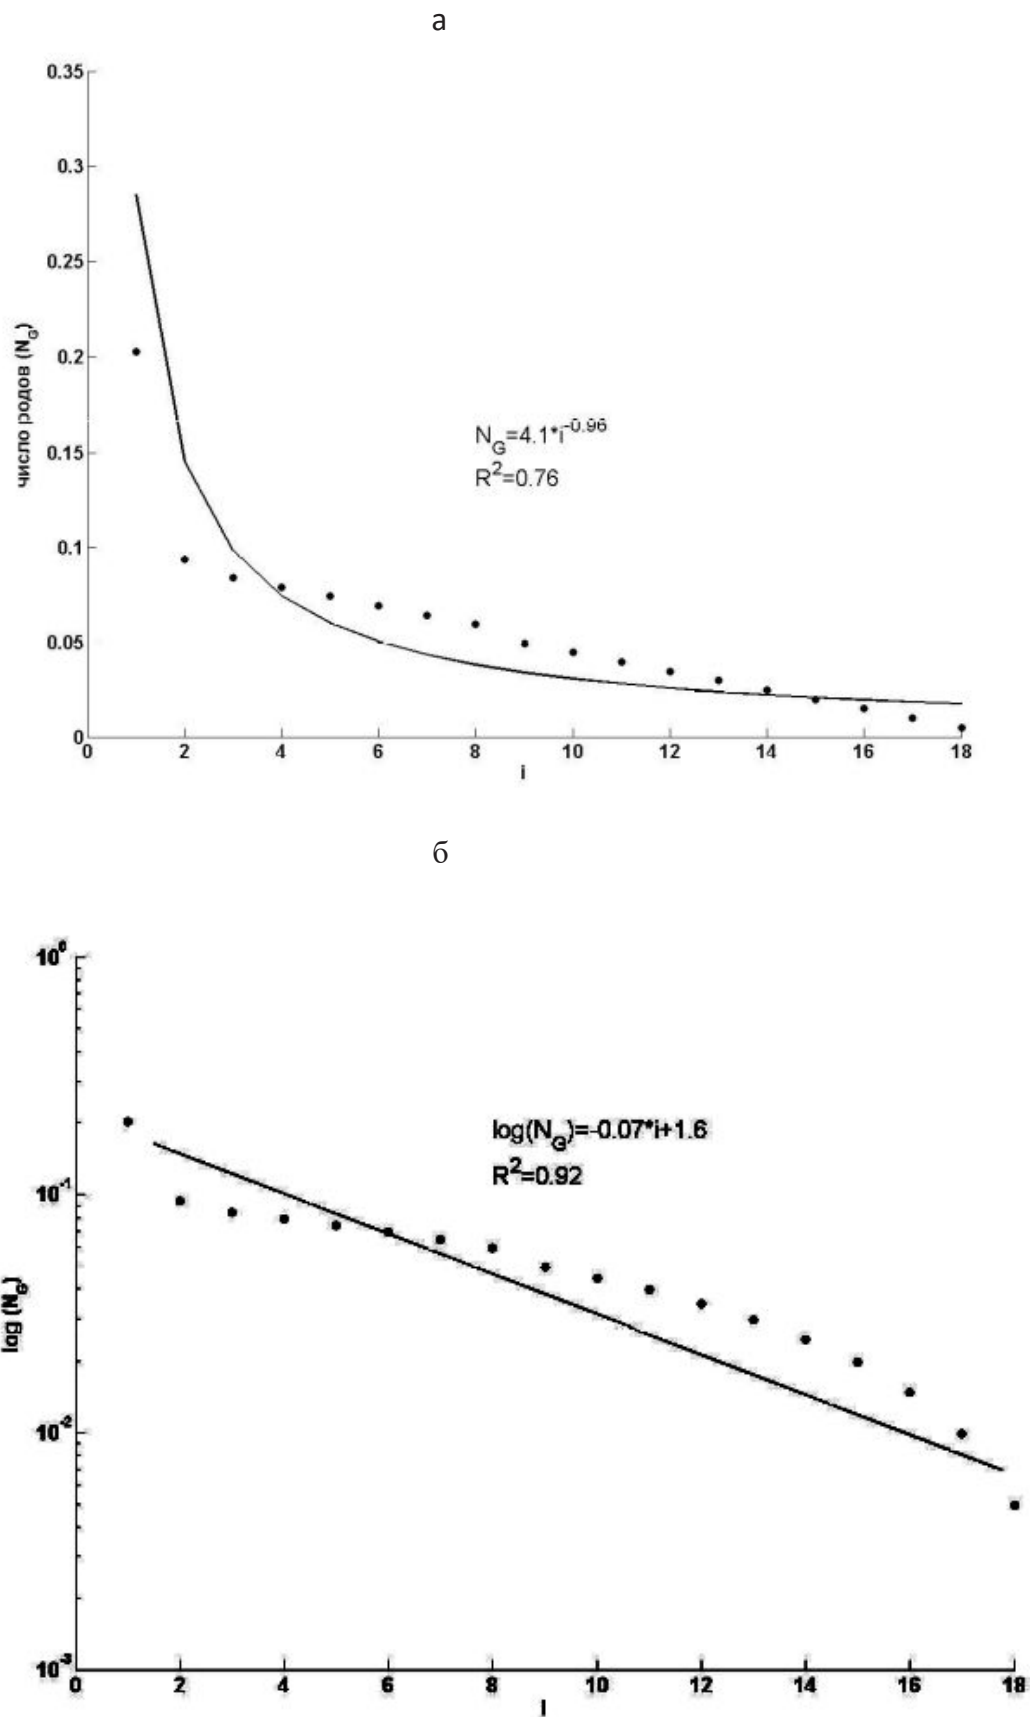 а
0.35
0.3
0.25
0.2
0.15
0.1
0.05
0
число родов (N_G)
N_G=4.1*i^-0.96
R^2=0.76
0 2 4 6 8 10 12 14 16 18
i
б
10^0
10^-1
10^-2
10^-3
log (N_G)
log(N_G)=-0.07*i+1.6
R^2=0.92
0 2 4 6 8 10 12 14 16 18
I